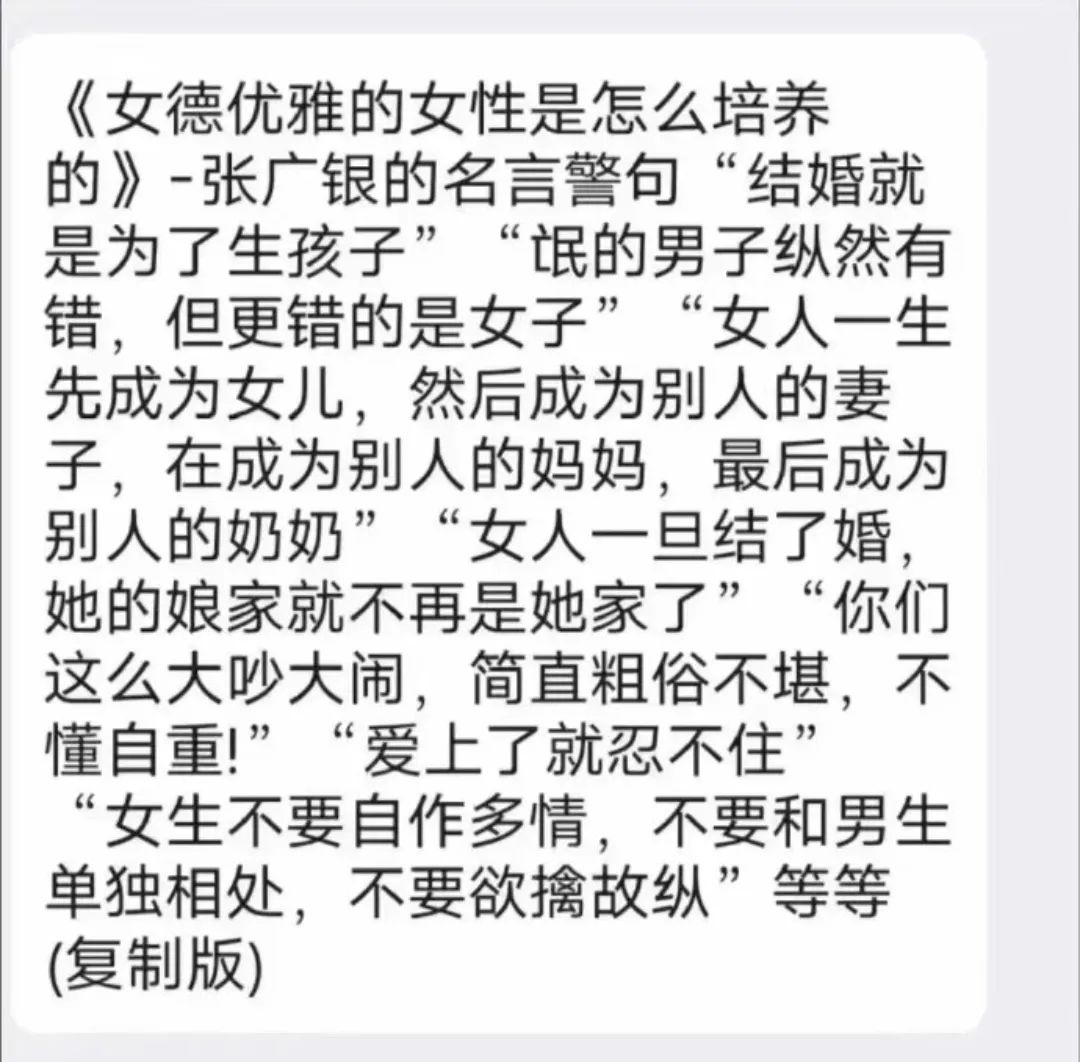 《女德优雅的女性是怎么培养
的》-张广银的名言警句“结婚就
是为了生孩子” “氓的男子纵然有
错，但更错的是女子” “女人一生
先成为女儿，然后成为别人的妻
子，在成为别人的妈妈，最后成为
别人的奶奶” “女人一旦结了婚，
她的娘家就不再是她家了” “你们
这么大吵大闹，简直粗俗不堪，不
懂自重!” “爱上了就忍不住”
“女生不要自作多情，不要和男生
单独相处，不要欲擒故纵”等等
(复制版)